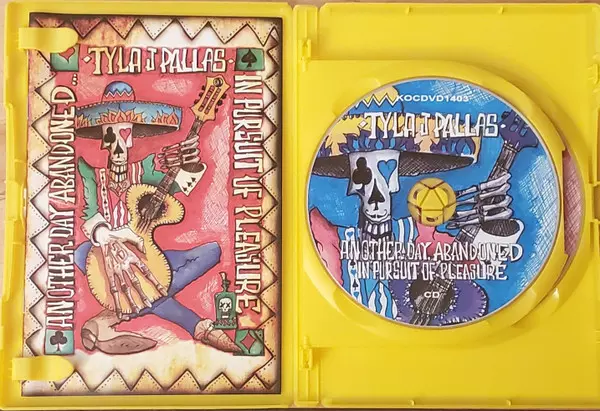 TYLA J PALLAS
ANOTHER DAY ABANDONED...
IN PURSUIT OF PLEASURE
KOCDVD1403
TYLA J PALLAS
ANOTHER DAY ABANDONED
IN PURSUIT OF PLEASURE
CD